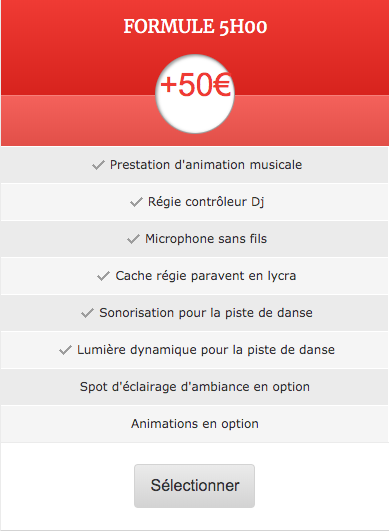 FORMULE 5H00
+50€
Prestation d'animation musicale
Régie contrôleur Dj
Microphone sans fils
Cache régie paravent en lycra
Sonorisation pour la piste de danse
Lumière dynamique pour la piste de danse
Spot d'éclairage d'ambiance en option
Animations en option
Sélectionner